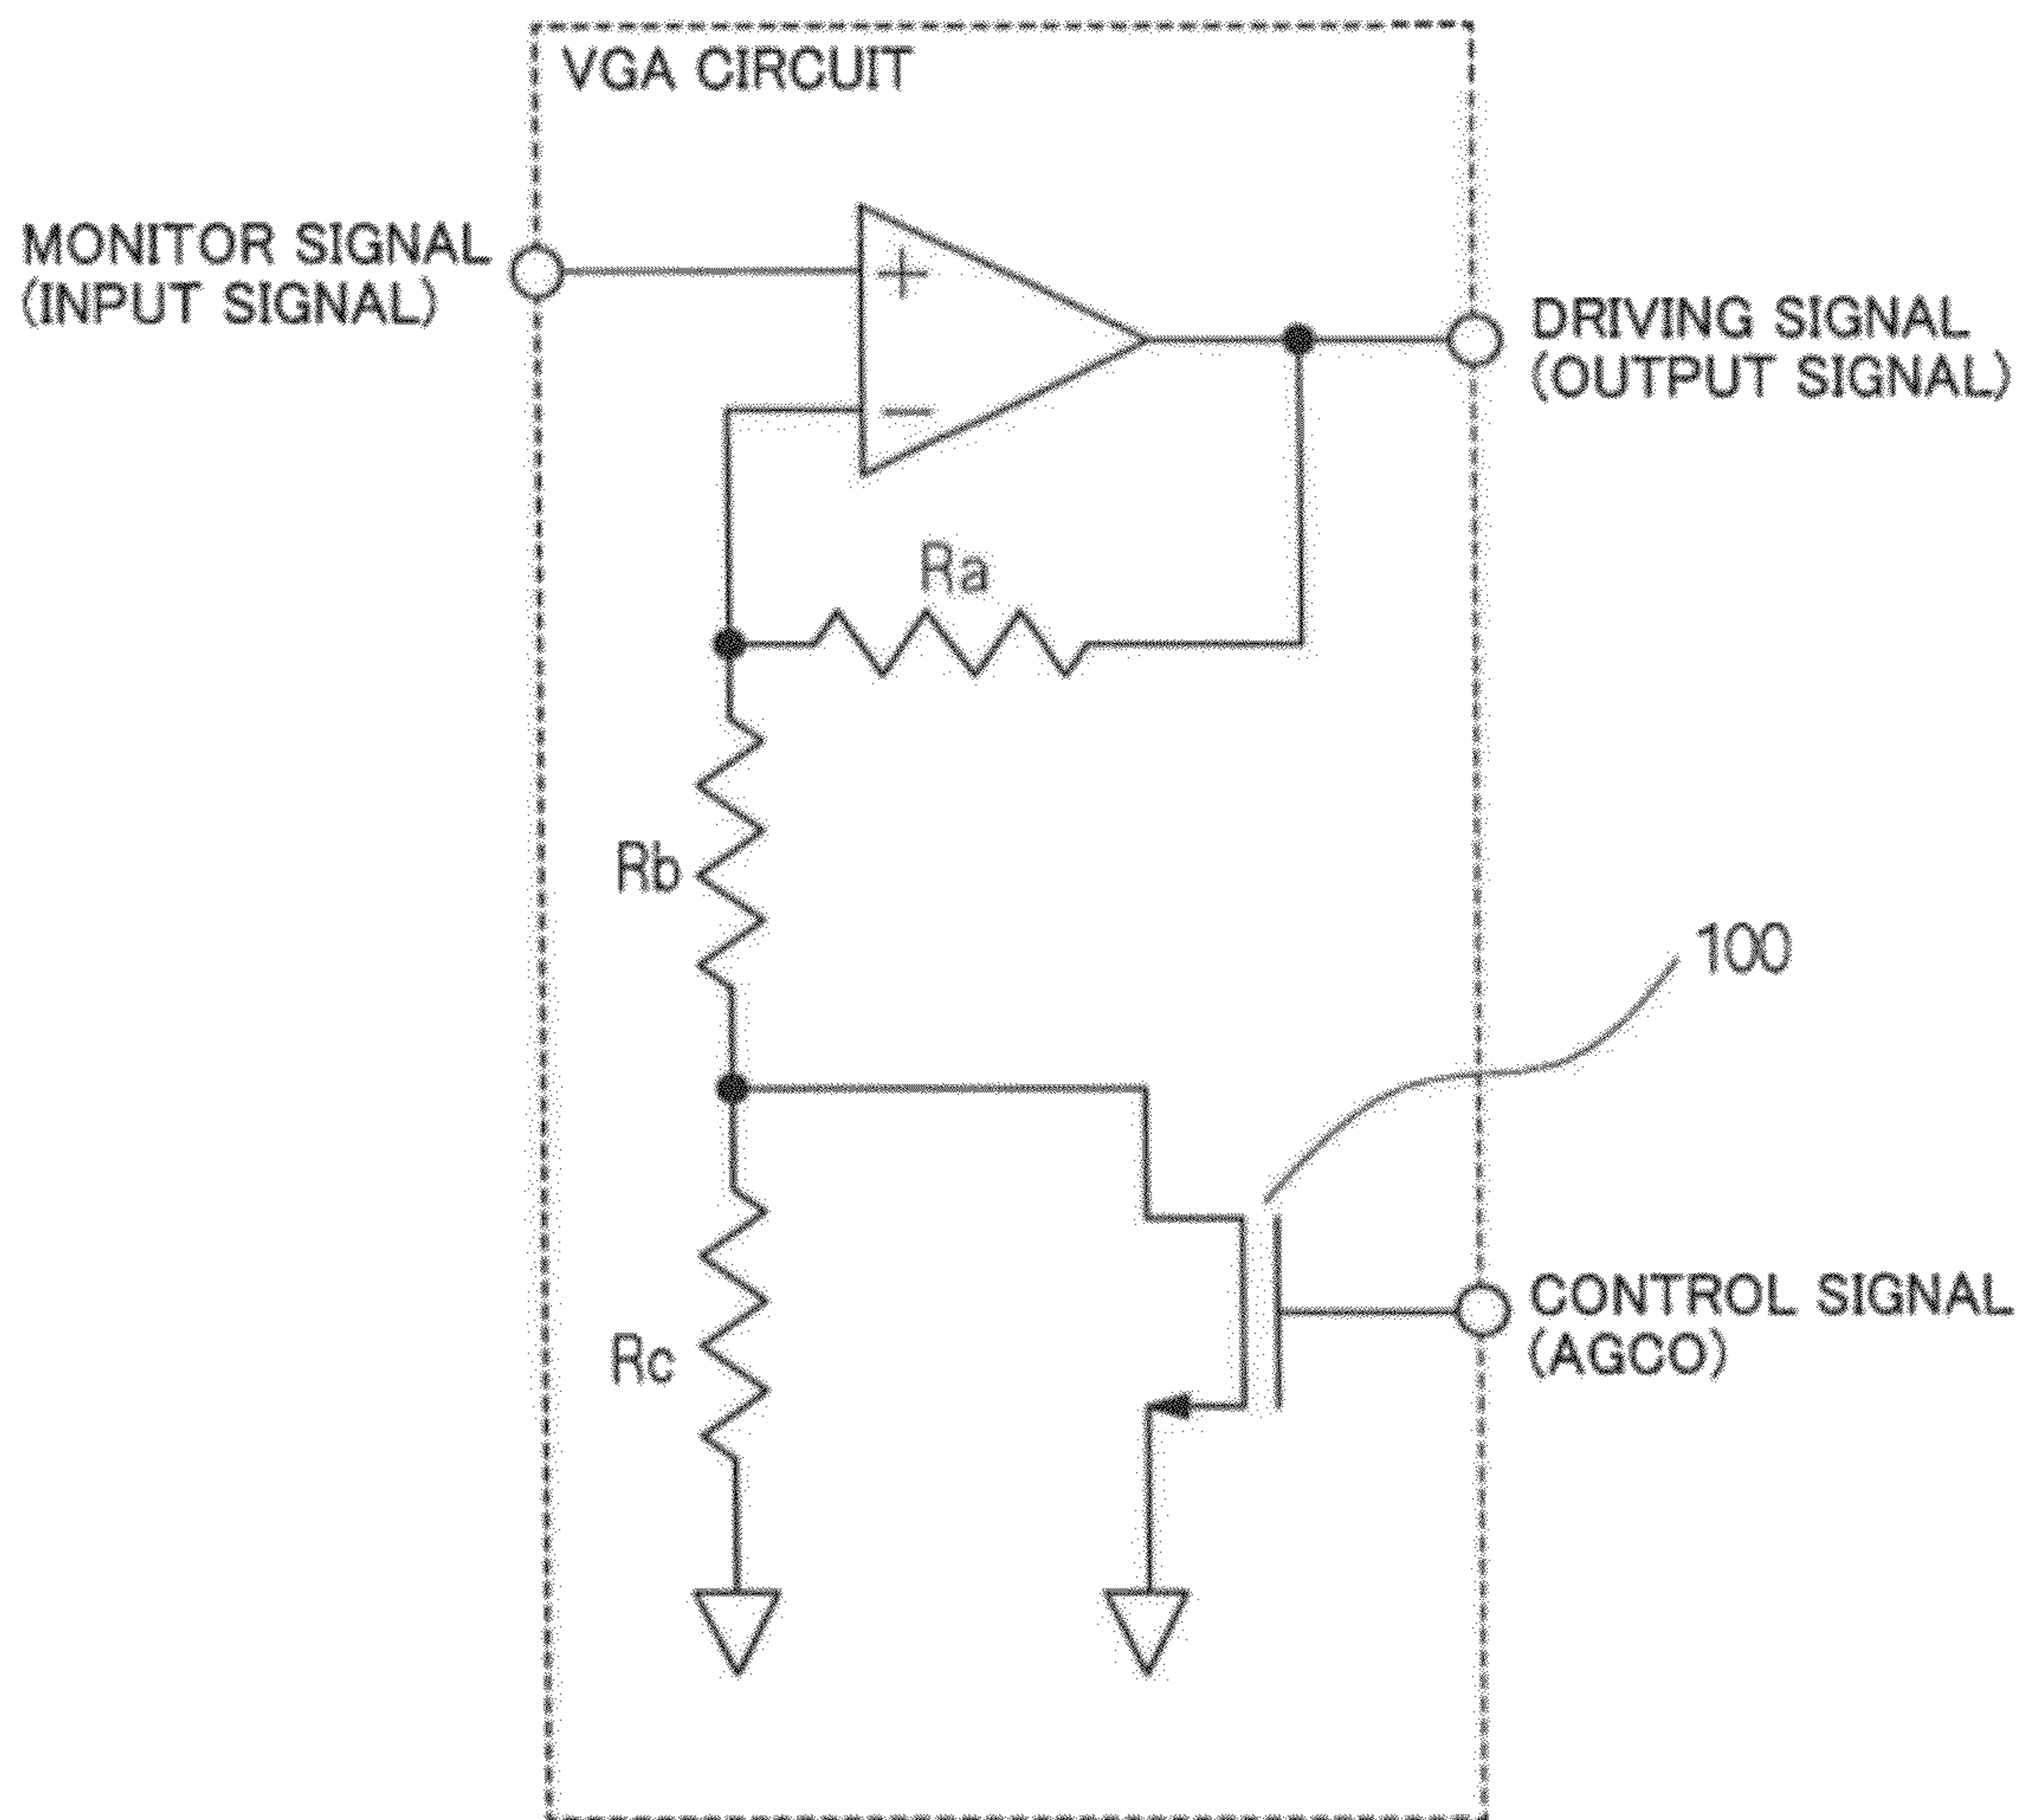 VGA CIRCUIT
MONITOR SIGNAL
(INPUT SIGNAL)
+
DRIVING SIGNAL
(OUTPUT SIGNAL)
−
Ra
Rb
100
CONTROL SIGNAL
(AGCO)
Rc